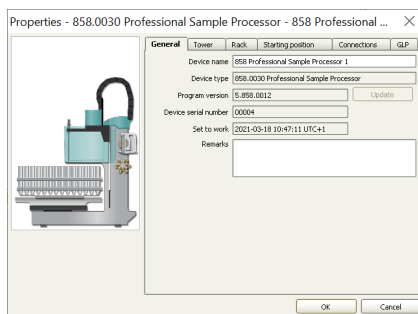 Properties - 858.0030 Professional Sample Processor - 858 Professional ...
General Tower Rack Starting position Connections GLP
Device name 858 Professional Sample Processor 1
Device type 858.0030 Professional Sample Processor
Program version 5.858.0012 Update
Device serial number 00004
Set to work 2021-03-18 10:47:11 UTC+1
Remarks
OK Cancel